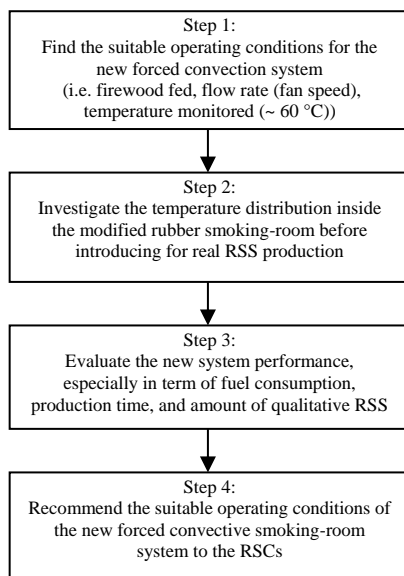 Step 1:
Find the suitable operating conditions for the
new forced convection system
(i.e. firewood fed, flow rate (fan speed),
temperature monitored (~ 60 °C))
Step 2:
Investigate the temperature distribution inside
the modified rubber smoking-room before
introducing for real RSS production
Step 3:
Evaluate the new system performance,
especially in term of fuel consumption,
production time, and amount of qualitative RSS
Step 4:
Recommend the suitable operating conditions of
the new forced convective smoking-room
system to the RSCs